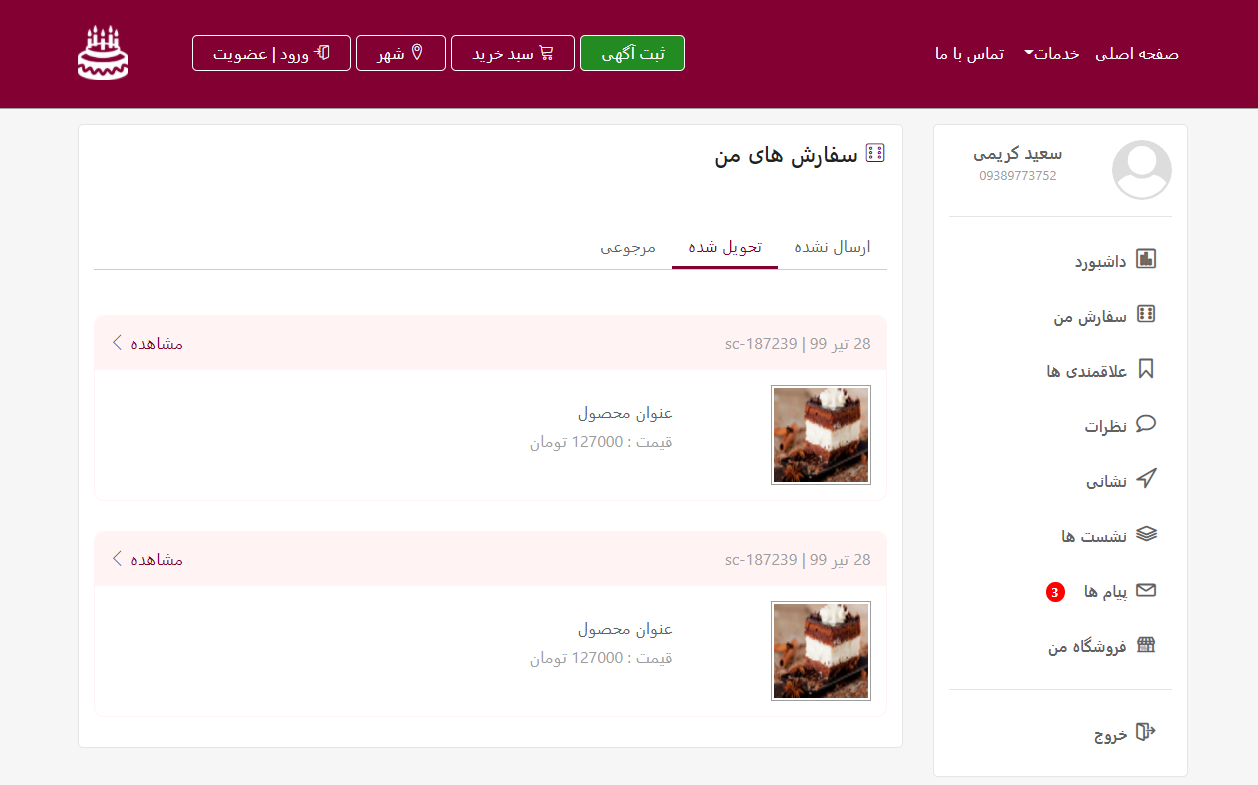 صفحه اصلی
خدمات
تماس با ما
ثبت آگهی
سبد خرید
شهر
ورود | عضویت
سعید کریمی
09389773752
داشبورد
سفارش من
علاقمندی ها
نظرات
نشانی
نشست ها
پیام ها 3
فروشگاه من
خروج
سفارش های من
ارسال نشده
تحویل شده
مرجوعی
28 تیر 99 | sc-187239
مشاهده
عنوان محصول
قیمت : 127000 تومان
28 تیر 99 | sc-187239
مشاهده
عنوان محصول
قیمت : 127000 تومان